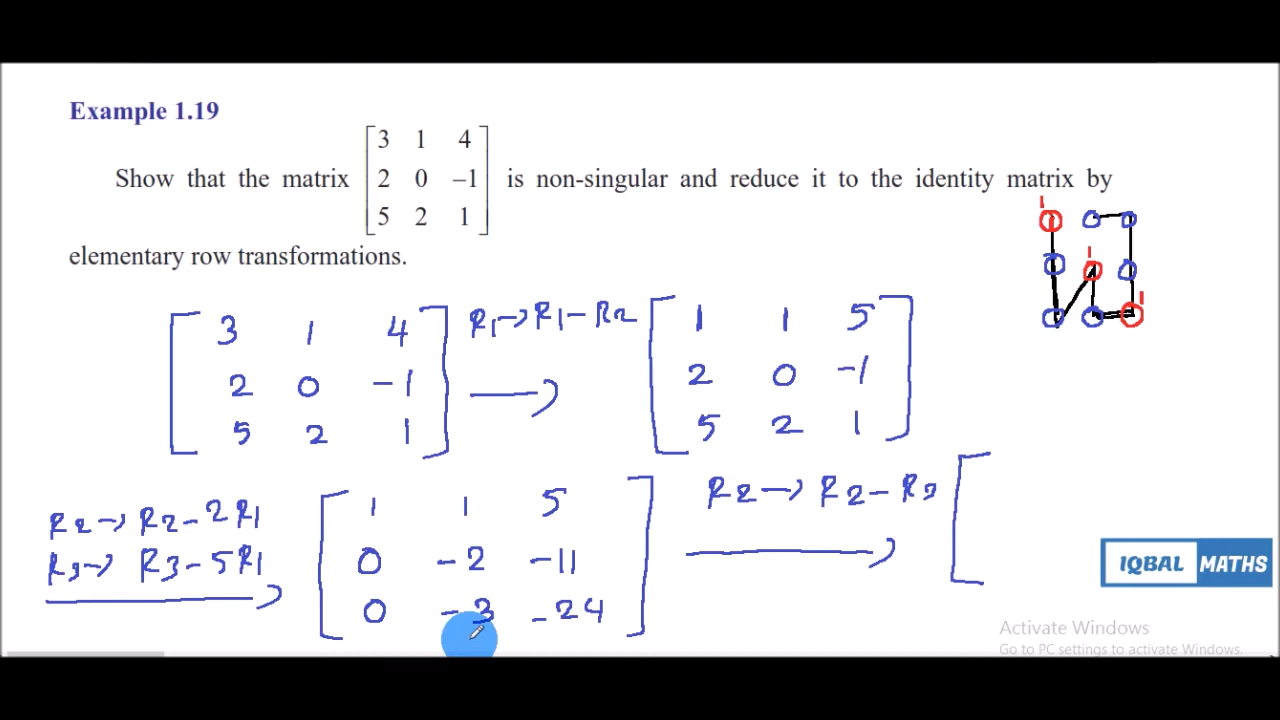 Example 1.19
Show that the matrix [3 1 4
2 0 –1
5 2 1] is non-singular and reduce it to the identity matrix by
elementary row transformations.
1
1
1
[3 1 4
2 0 -1
5 2 1]
R1→R1-R2
[1 1 5
2 0 -1
5 2 1]
R2→R2-2R1
R3→R3-5R1
[1 1 5
0 -2 -11
0 -3 -24]
R2→R2-R3 [
IQBAL MATHS
Activate Windows
Go to PC settings to activate Windows.